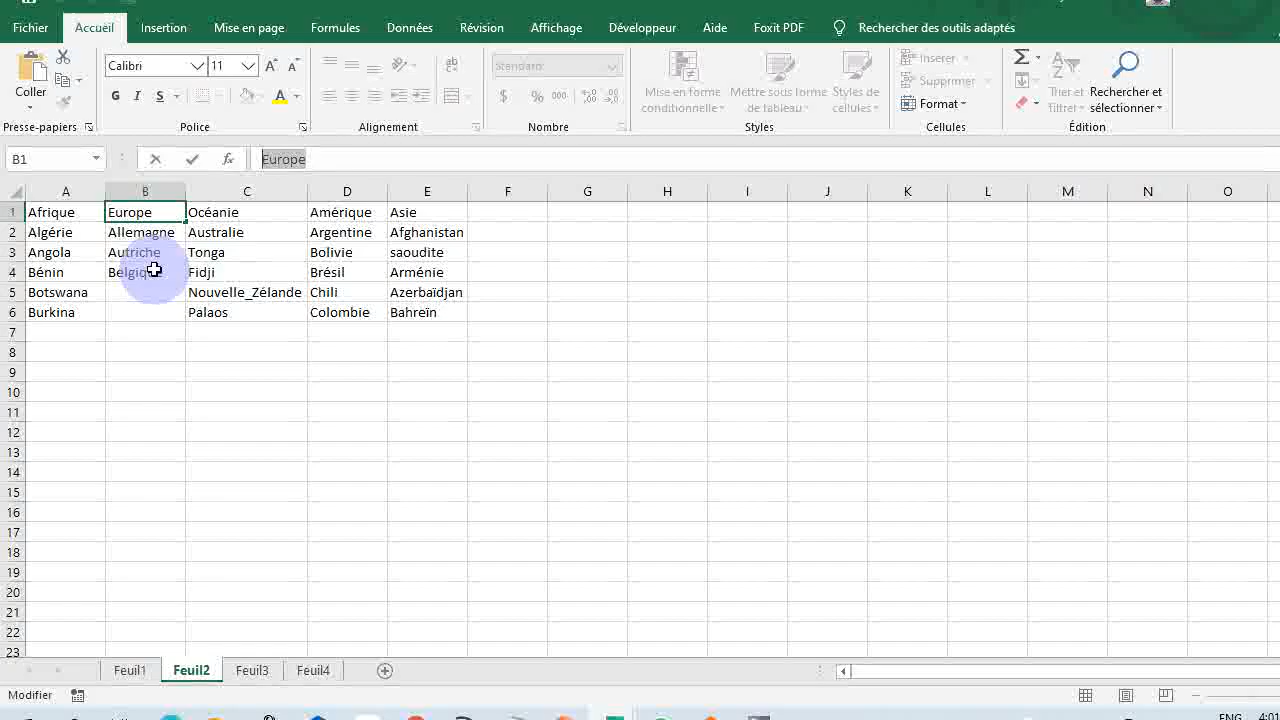 Fichier Accueil Insertion Mise en page Formules Données Révision Affichage Développeur Aide Foxit PDF Rechercher des outils adaptés
Coller
Presse-papiers
Calibri 11
G I S
Police
Alignement
Standard
$ % 000
Nombre
Mise en forme conditionnelle
Mettre sous forme de tableau
Styles de cellules
Styles
Insérer
Supprimer
Format
Cellules
Trier et filtrer
Rechercher et sélectionner
Édition
B1 fx Europe
A B C D E F G H I J K L M N O
1 Afrique Europe Océanie Amérique Asie
2 Algérie Allemagne Australie Argentine Afghanistan
3 Angola Autriche Tonga Bolivie saoudite
4 Bénin Belgique Fidji Brésil Arménie
5 Botswana Nouvelle_Zélande Chili Azerbaïdjan
6 Burkina Palaos Colombie Bahreïn
7
8
9
10
11
12
13
14
15
16
17
18
19
20
21
22
23
Feuil1 Feuil2 Feuil3 Feuil4
Modifier
ENG 4:01